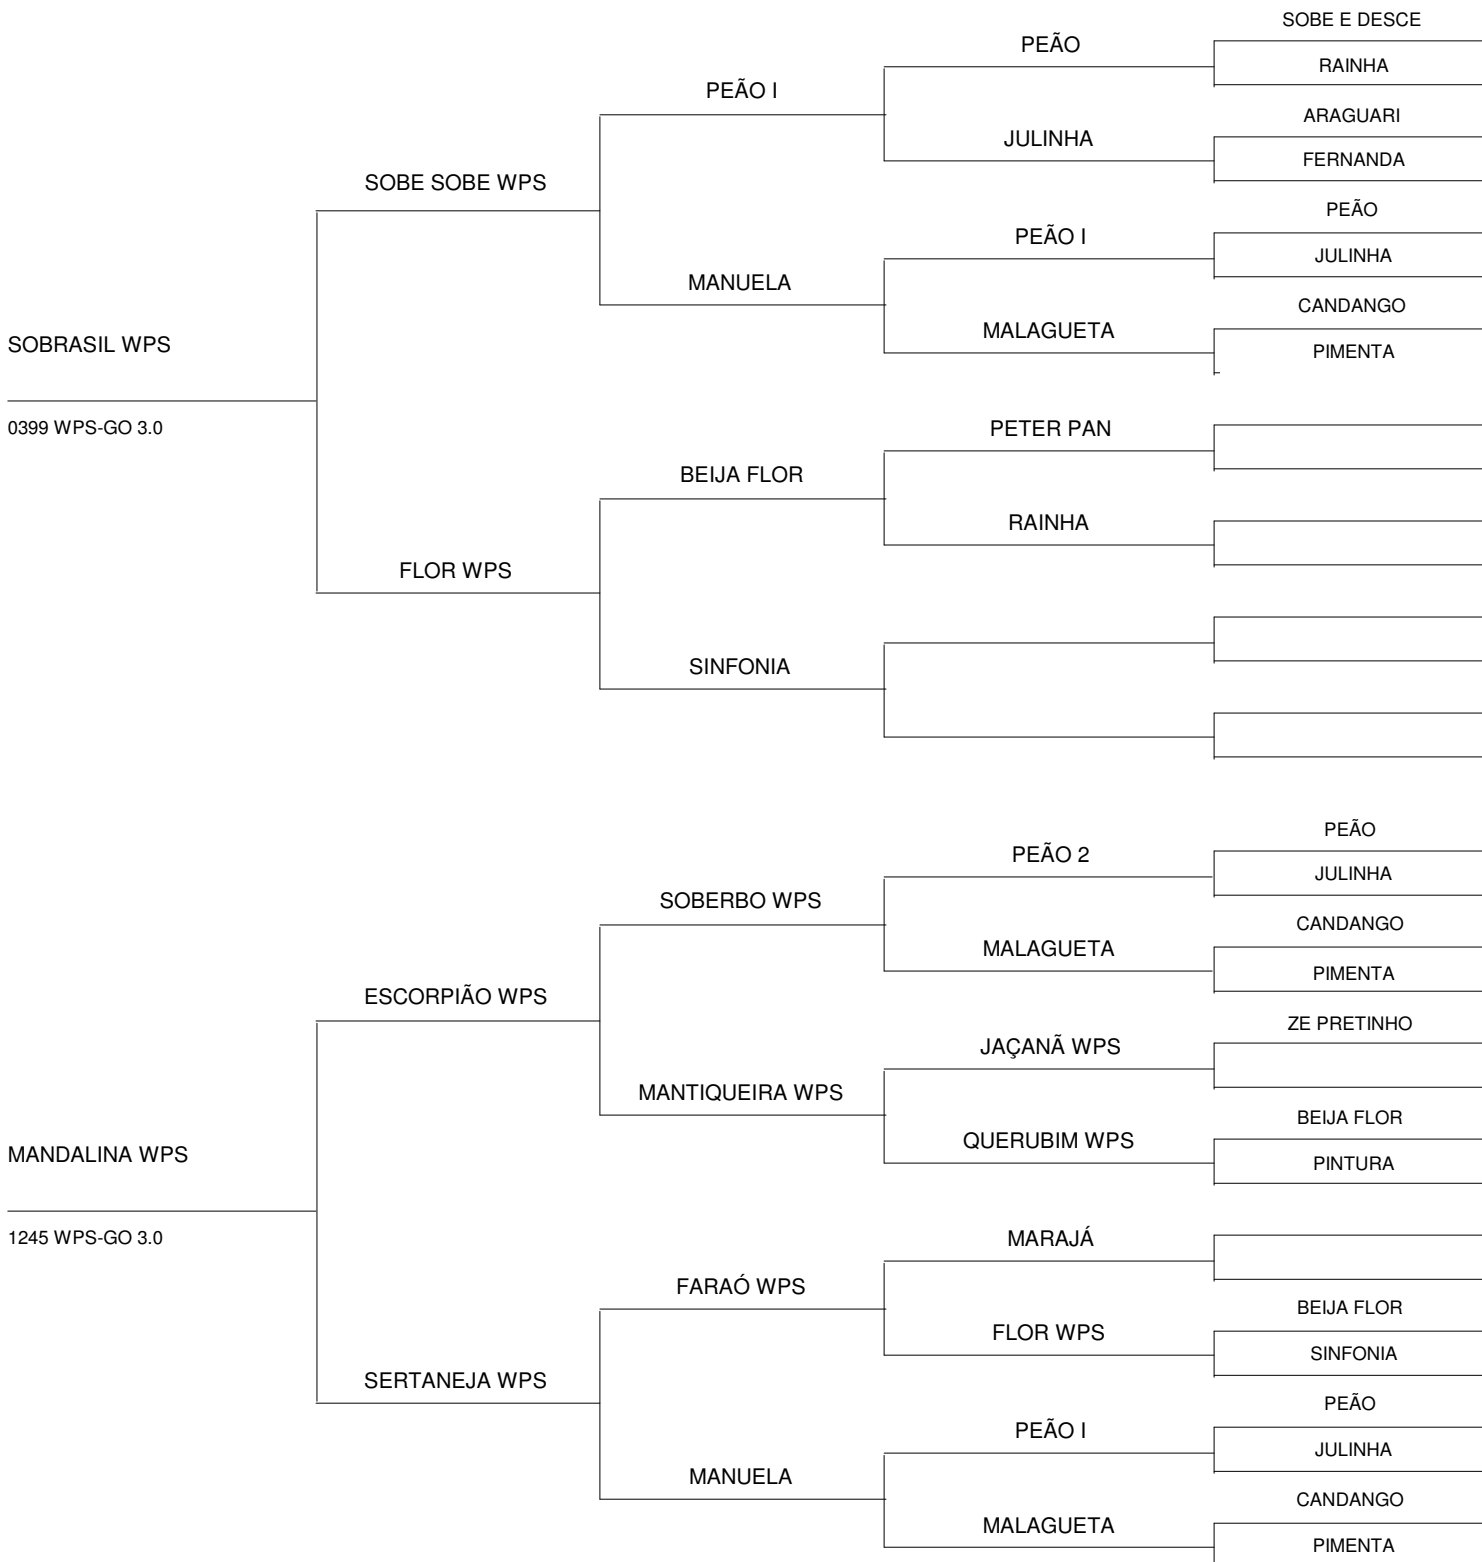 SOBE E DESCE
PEÃO
RAINHA
PEÃO I
ARAGUARI
JULINHA
FERNANDA
SOBE SOBE WPS
PEÃO
PEÃO I
JULINHA
MANUELA
CANDANGO
MALAGUETA
SOBRASIL WPS
PIMENTA
0399 WPS-GO 3.0
PETER PAN
BEIJA FLOR
RAINHA
FLOR WPS
SINFONIA
PEÃO
PEÃO 2
JULINHA
SOBERBO WPS
CANDANGO
MALAGUETA
PIMENTA
ESCORPIÃO WPS
ZE PRETINHO
JAÇANÃ WPS
MANTIQUEIRA WPS
BEIJA FLOR
QUERUBIM WPS
MANDALINA WPS
PINTURA
1245 WPS-GO 3.0
MARAJÁ
FARAÓ WPS
BEIJA FLOR
FLOR WPS
SINFONIA
SERTANEJA WPS
PEÃO
PEÃO I
JULINHA
MANUELA
CANDANGO
MALAGUETA
PIMENTA